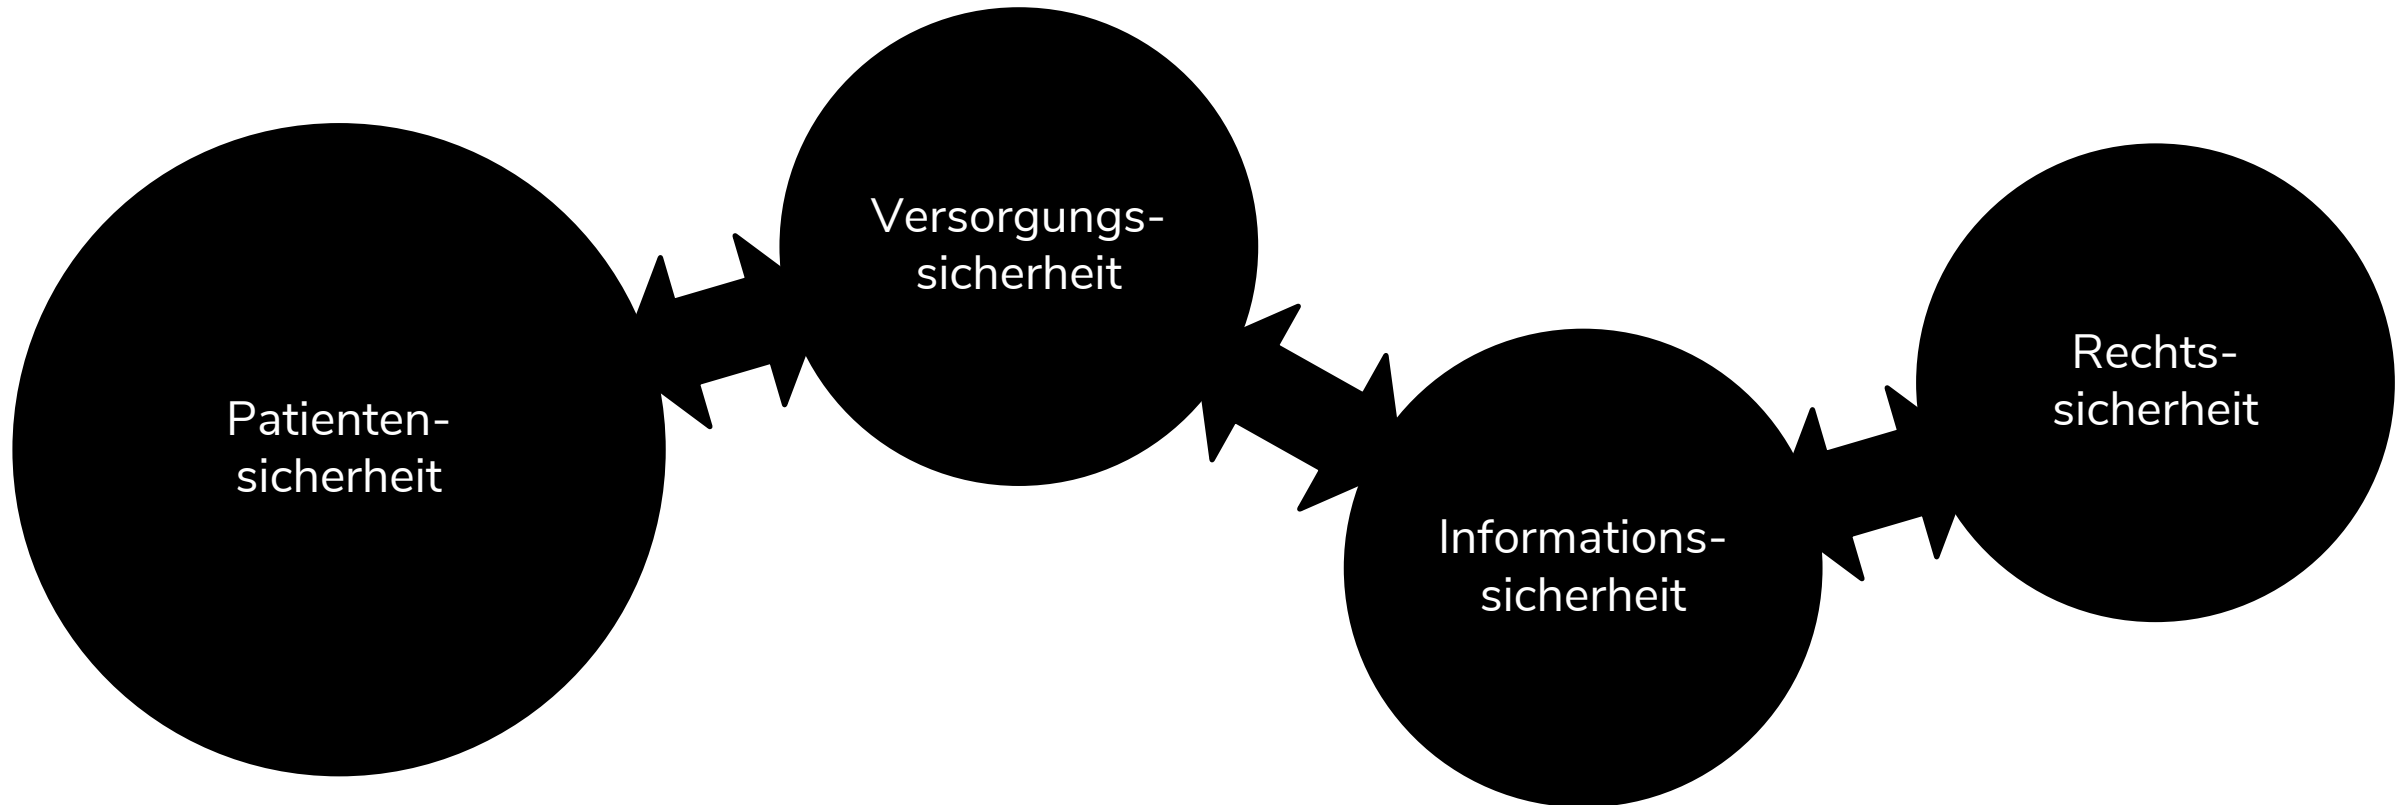 Patienten-
sicherheit
Versorgungs-
sicherheit
Informations-
sicherheit
Rechts-
sicherheit